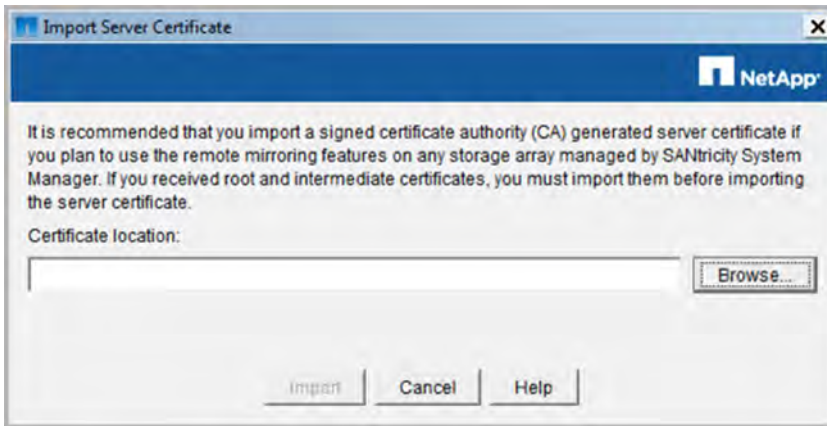 Import Server Certificate
NetApp
It is recommended that you import a signed certificate authority (CA) generated server certificate if
you plan to use the remote mirroring features on any storage array managed by SANtricity System
Manager. If you received root and intermediate certificates, you must import them before importing
the server certificate.
Certificate location:
Browse...
Import Cancel Help